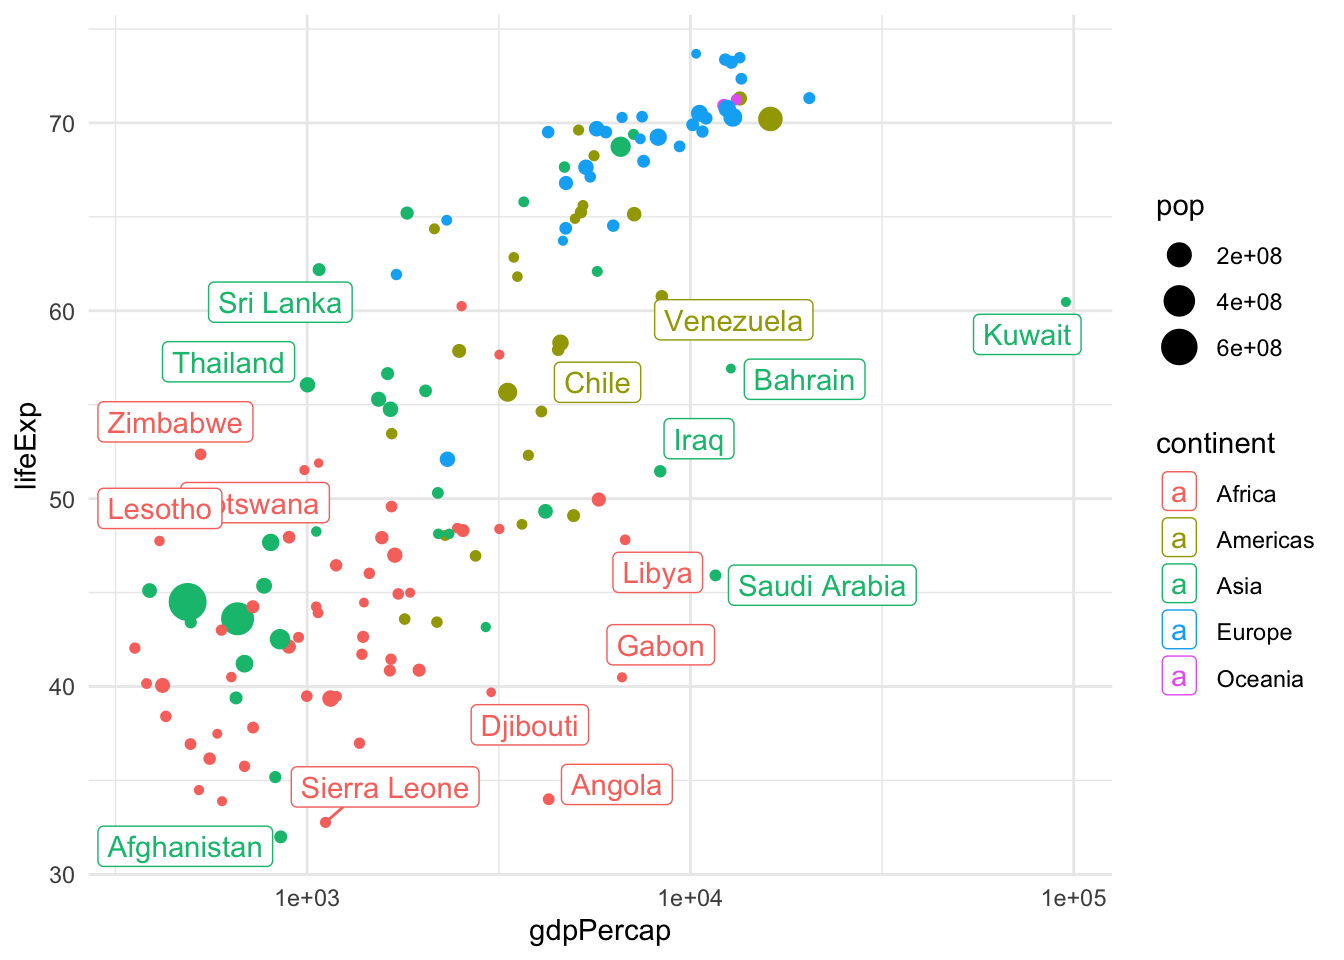 70
60
50
40
30
lifeExp
Sri Lanka
Venezuela
Kuwait
Thailand
Chile
Bahrain
Zimbabwe
Iraq
Lesotho
otswana
Libya
Saudi Arabia
Gabon
Djibouti
Sierra Leone
Angola
Afghanistan
1e+03
1e+04
1e+05
gdpPercap
pop
2e+08
4e+08
6e+08
continent
a Africa
a Americas
a Asia
a Europe
a Oceania